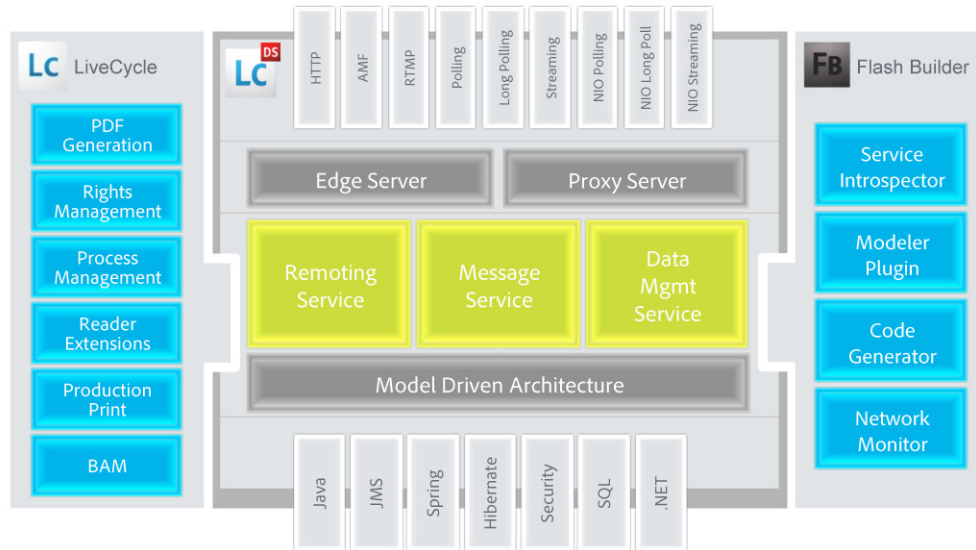 Lc LiveCycle
PDF
Generation
Rights
Management
Process
Management
Reader
Extensions
Production
Print
BAM
Lc DS
HTTP
AMF
RTMP
Polling
Long Polling
Streaming
NIO Polling
NIO Long Poll
NIO Streaming
Edge Server
Proxy Server
Remoting
Service
Message
Service
Data
Mgmt
Service
Model Driven Architecture
Java
JMS
Spring
Hibernate
Security
SQL
.NET
FB Flash Builder
Service
Introspector
Modeler
Plugin
Code
Generator
Network
Monitor